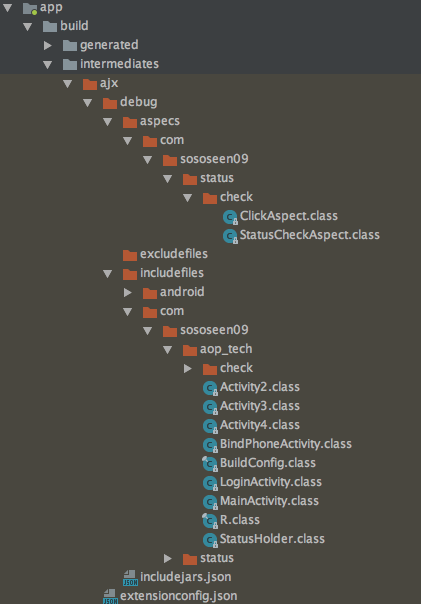 app
build
generated
intermediates
ajx
debug
aspecs
com
sososeen09
status
check
ClickAspect.class
StatusCheckAspect.class
excludefiles
includefiles
android
com
sososeen09
aop_tech
check
Activity2.class
Activity3.class
Activity4.class
BindPhoneActivity.class
BuildConfig.class
LoginActivity.class
MainActivity.class
R.class
StatusHolder.class
status
includejars.json
extensionconfig.json